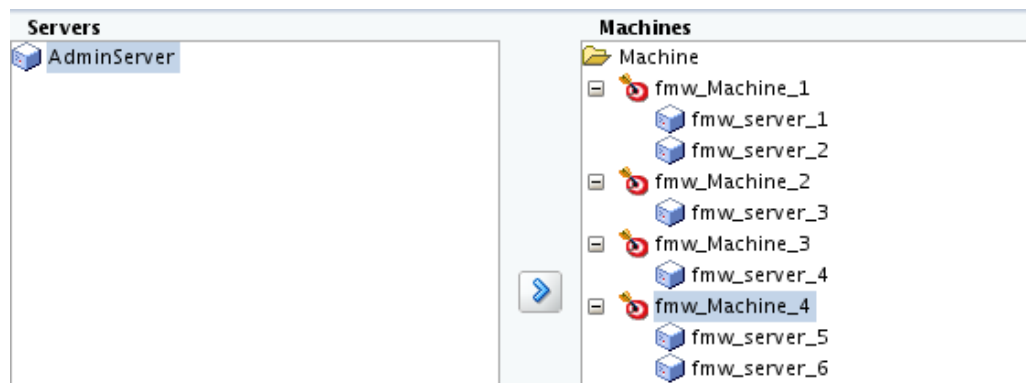 Servers
AdminServer
Machines
Machine
fmw_Machine_1
fmw_server_1
fmw_server_2
fmw_Machine_2
fmw_server_3
fmw_Machine_3
fmw_server_4
fmw_Machine_4
fmw_server_5
fmw_server_6